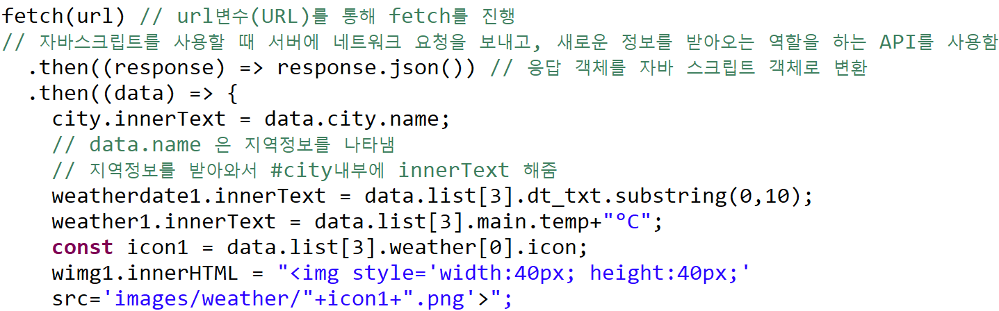 fetch(url) // url변수(URL)를 통해 fetch를 진행
// 자바스크립트를 사용할 때 서버에 네트워크 요청을 보내고, 새로운 정보를 받아오는 역할을 하는 API를 사용함
.then((response) => response.json()) // 응답 객체를 자바 스크립트 객체로 변환
.then((data) => {
city.innerText = data.city.name;
// data.name 은 지역정보를 나타냄
// 지역정보를 받아와서 #city내부에 innerText 해줌
weatherdate1.innerText = data.list[3].dt_txt.substring(0,10);
weather1.innerText = data.list[3].main.temp+"°C";
const icon1 = data.list[3].weather[0].icon;
wimg1.innerHTML = "<img style='width:40px; height:40px;'
src='images/weather/"+icon1+".png'>";